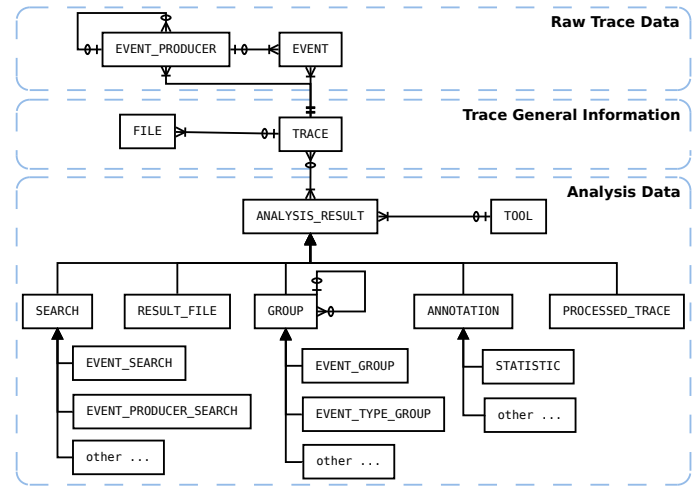 Raw Trace Data
EVENT_PRODUCER
EVENT
Trace General Information
FILE
TRACE
Analysis Data
ANALYSIS_RESULT
TOOL
SEARCH
RESULT_FILE
GROUP
ANNOTATION
PROCESSED_TRACE
EVENT_SEARCH
EVENT_PRODUCER_SEARCH
other ...
EVENT_GROUP
EVENT_TYPE_GROUP
other ...
STATISTIC
other ...